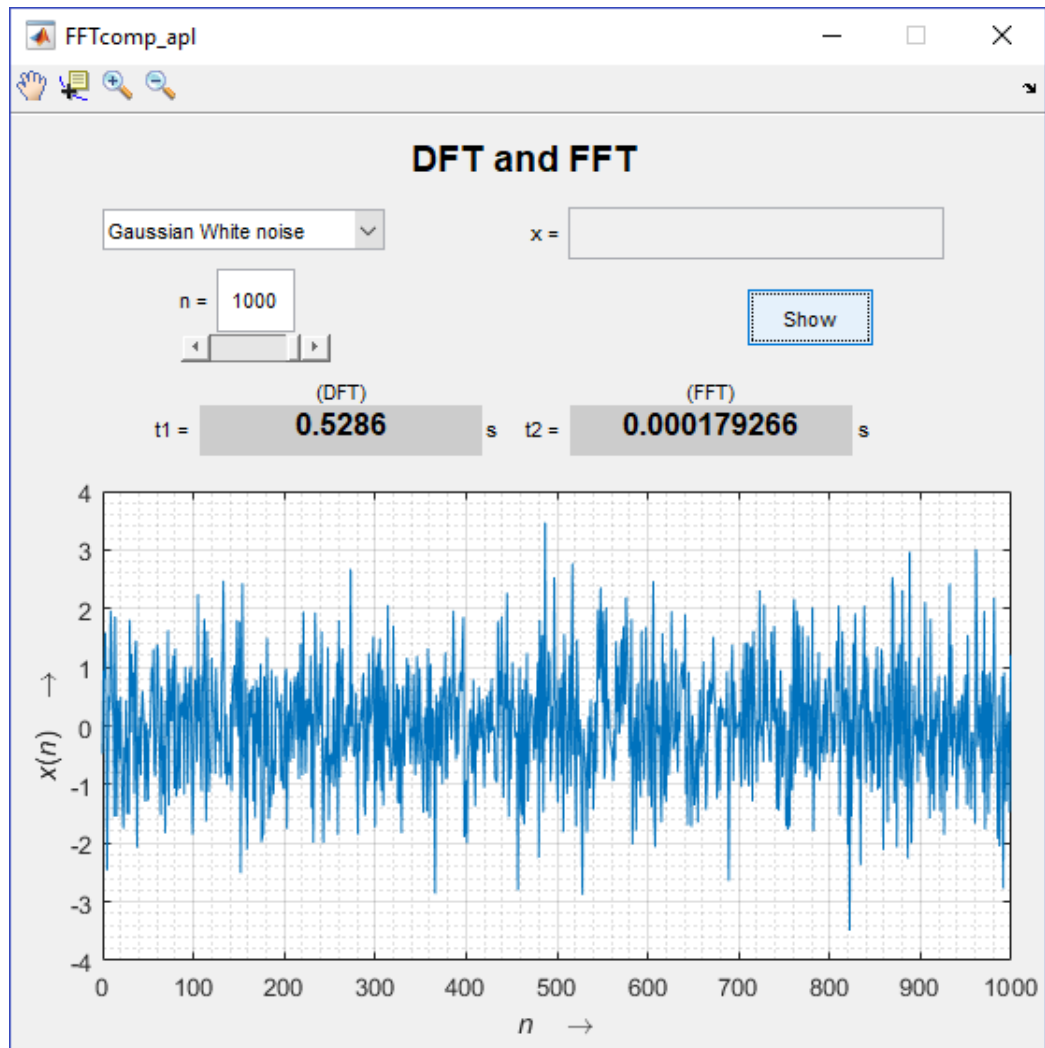 FFTcomp_apl
DFT and FFT
Gaussian White noise
x =
n = 1000
Show
(DFT) (FFT)
t1 = 0.5286 s t2 = 0.000179266 s
4
3
2
1
0
-1
-2
-3
-4
x(n) →
0 100 200 300 400 500 600 700 800 900 1000
n →